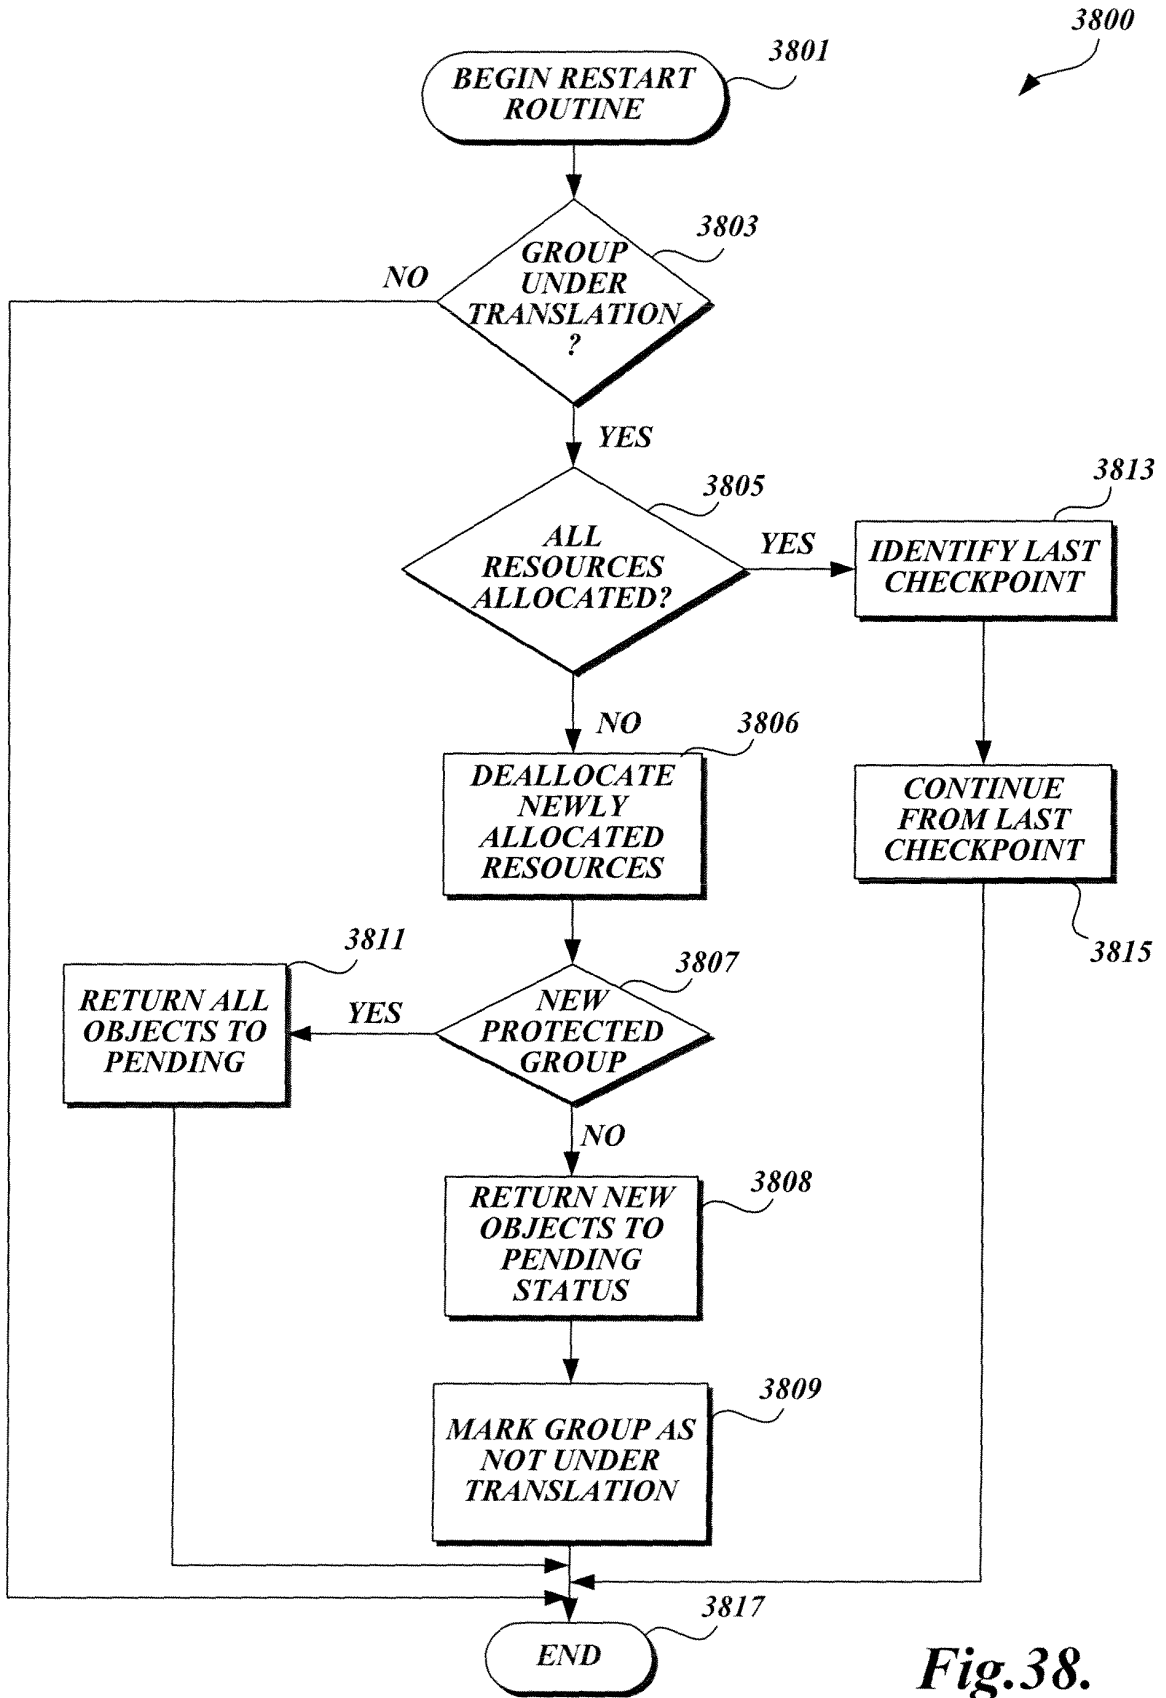 3800
3801
BEGIN RESTART
ROUTINE
3803
GROUP
UNDER
TRANSLATION
?
NO
YES
3805
ALL
RESOURCES
ALLOCATED?
YES
3813
IDENTIFY LAST
CHECKPOINT
NO
3806
DEALLOCATE
NEWLY
ALLOCATED
RESOURCES
CONTINUE
FROM LAST
CHECKPOINT
3815
3811
RETURN ALL
OBJECTS TO
PENDING
YES
3807
NEW
PROTECTED
GROUP
NO
3808
RETURN NEW
OBJECTS TO
PENDING
STATUS
3809
MARK GROUP AS
NOT UNDER
TRANSLATION
3817
END
Fig.38.